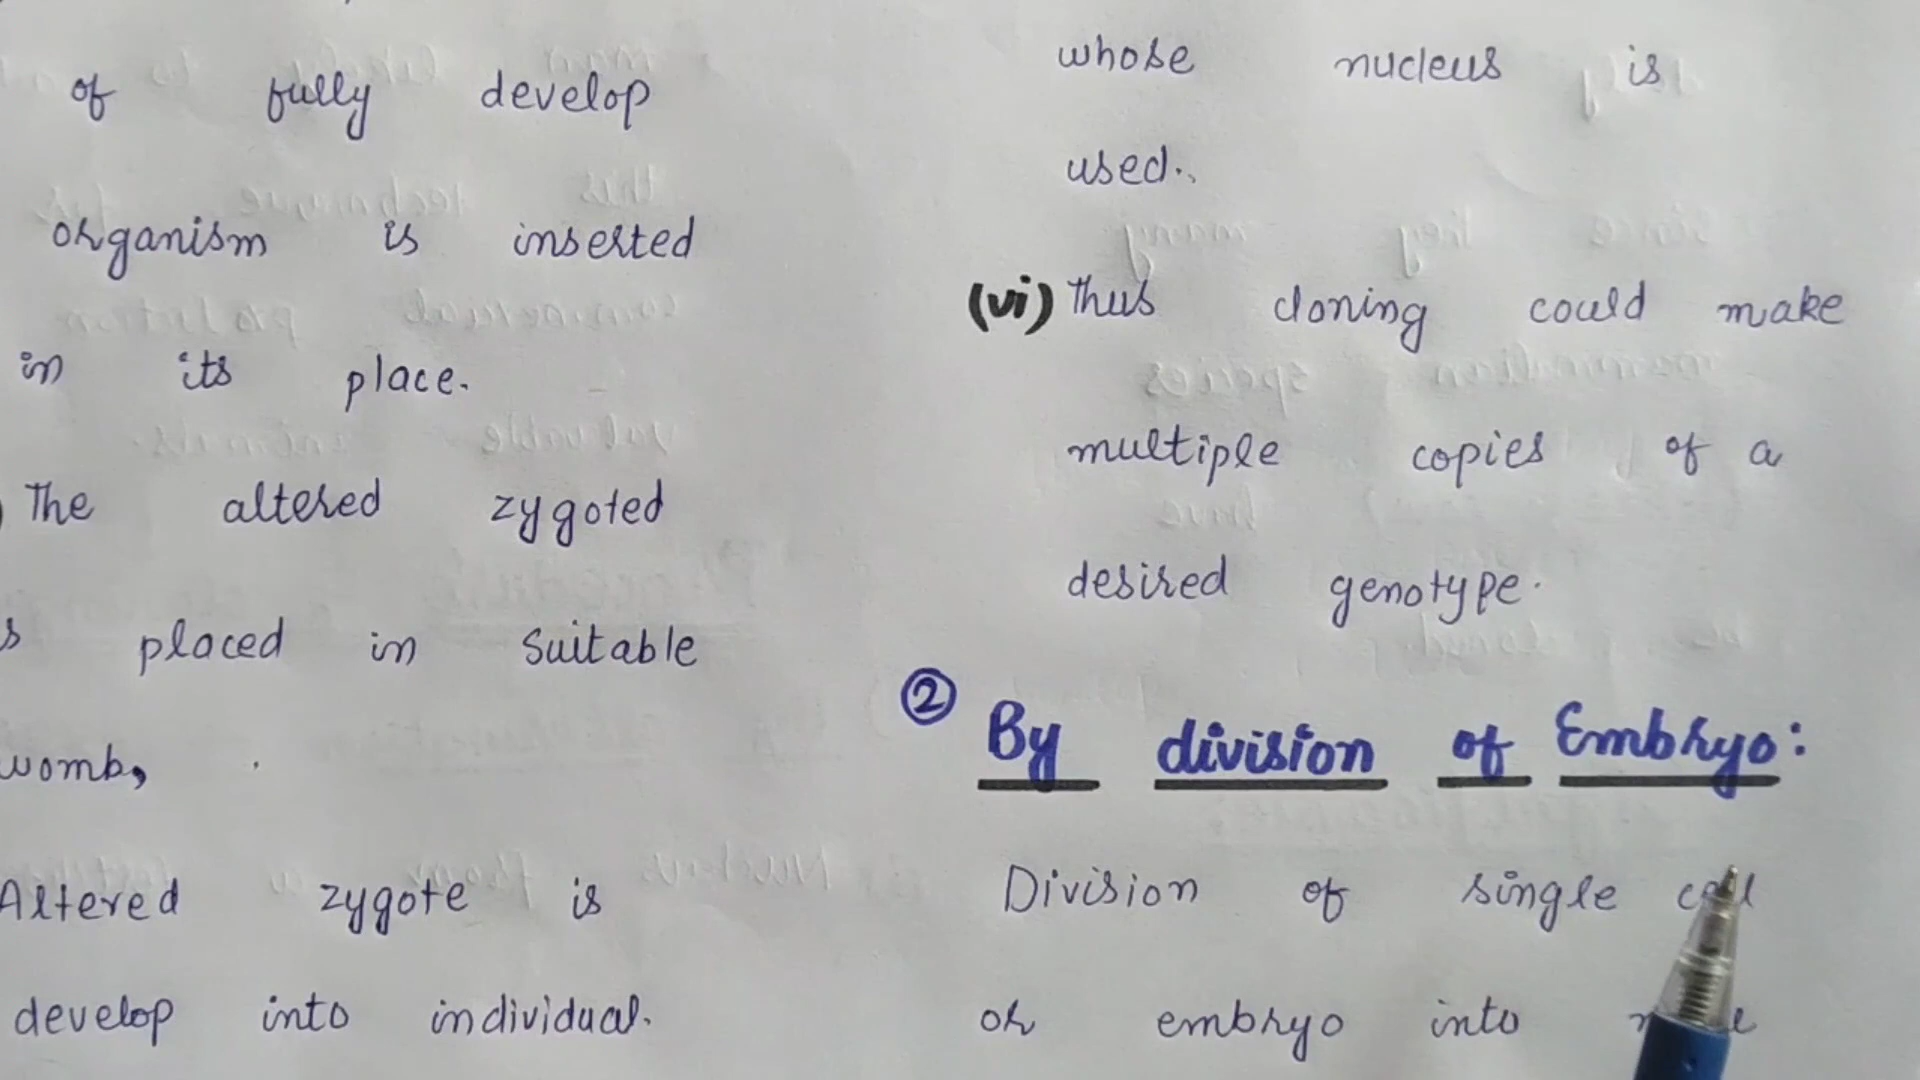 of fully develop
organism is inserted
in its place.
) The altered zygoted
s placed in Suitable
womb,
Altered zygote is
develop into individual.
whose nucleus is
used..
(vi) Thus cloning could make
multiple copies of a
desired genotype.
② By division of Embryo:
Division of single cell
or embryo into